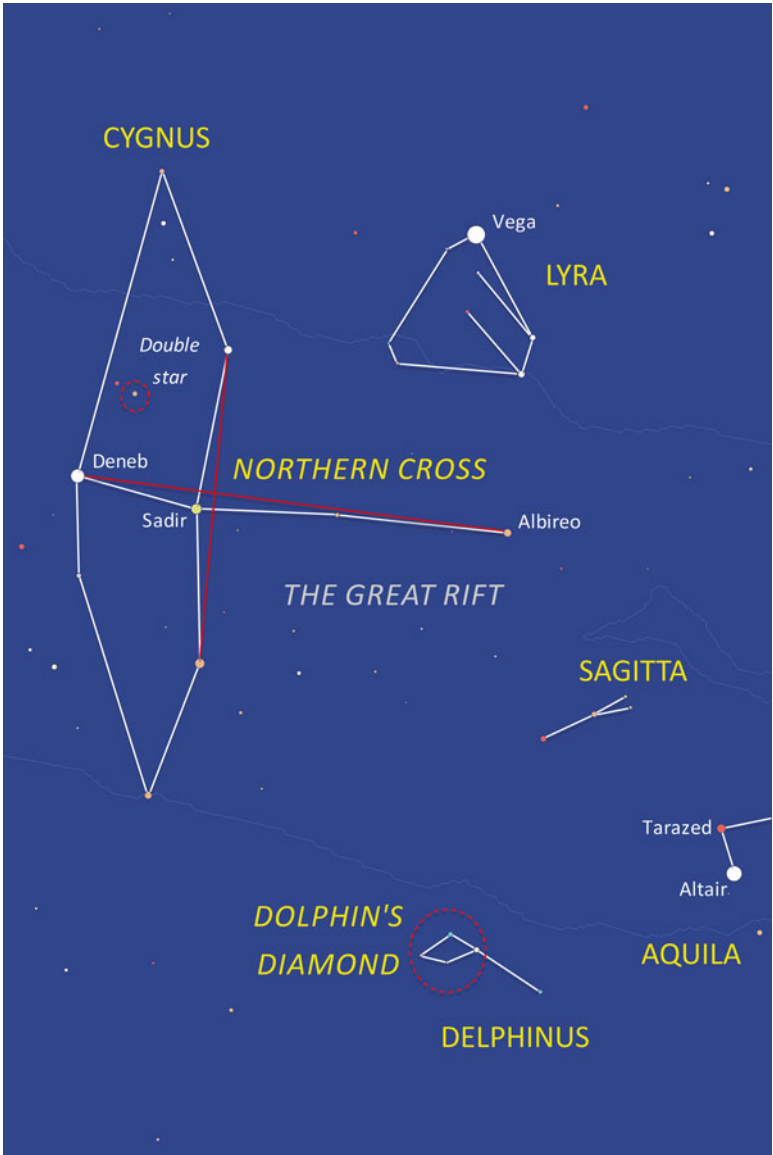 CYGNUS
Vega
LYRA
Double
star
Deneb
NORTHERN CROSS
Sadir
Albireo
THE GREAT RIFT
SAGITTA
Tarazed
Altair
DOLPHIN'S
DIAMOND
AQUILA
DELPHINUS